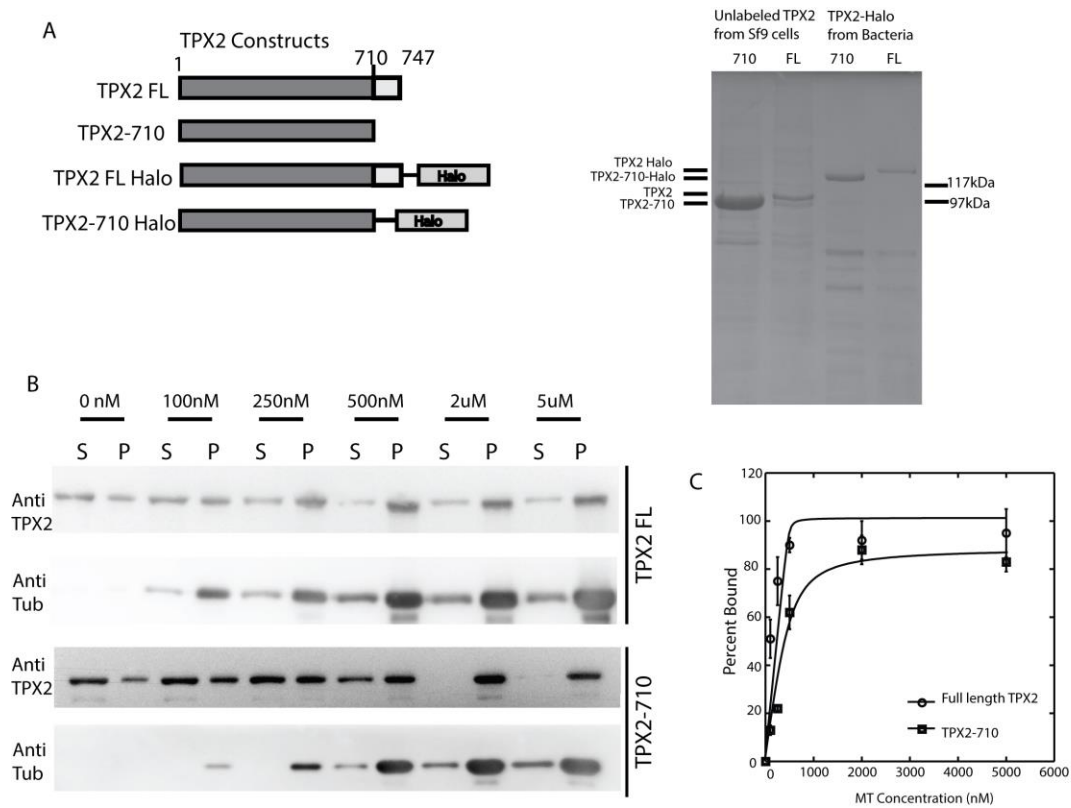 A
TPX2 Constructs
1
710
747
TPX2 FL
TPX2-710
TPX2 FL Halo
Halo
TPX2-710 Halo
Halo
Unlabeled TPX2
from Sf9 cells
TPX2-Halo
from Bacteria
710
FL
710
FL
TPX2 Halo
TPX2-710-Halo
TPX2
TPX2-710
117kDa
97kDa
B
0 nM 100nM 250nM 500nM 2uM 5uM
S P S P S P S P S P S P
Anti
TPX2
Anti
Tub
TPX2 FL
Anti
TPX2
Anti
Tub
TPX2-710
C
120
100
80
60
40
20
0
Percent Bound
0 1000 2000 3000 4000 5000 6000
MT Concentration (nM)
Full length TPX2
TPX2-710